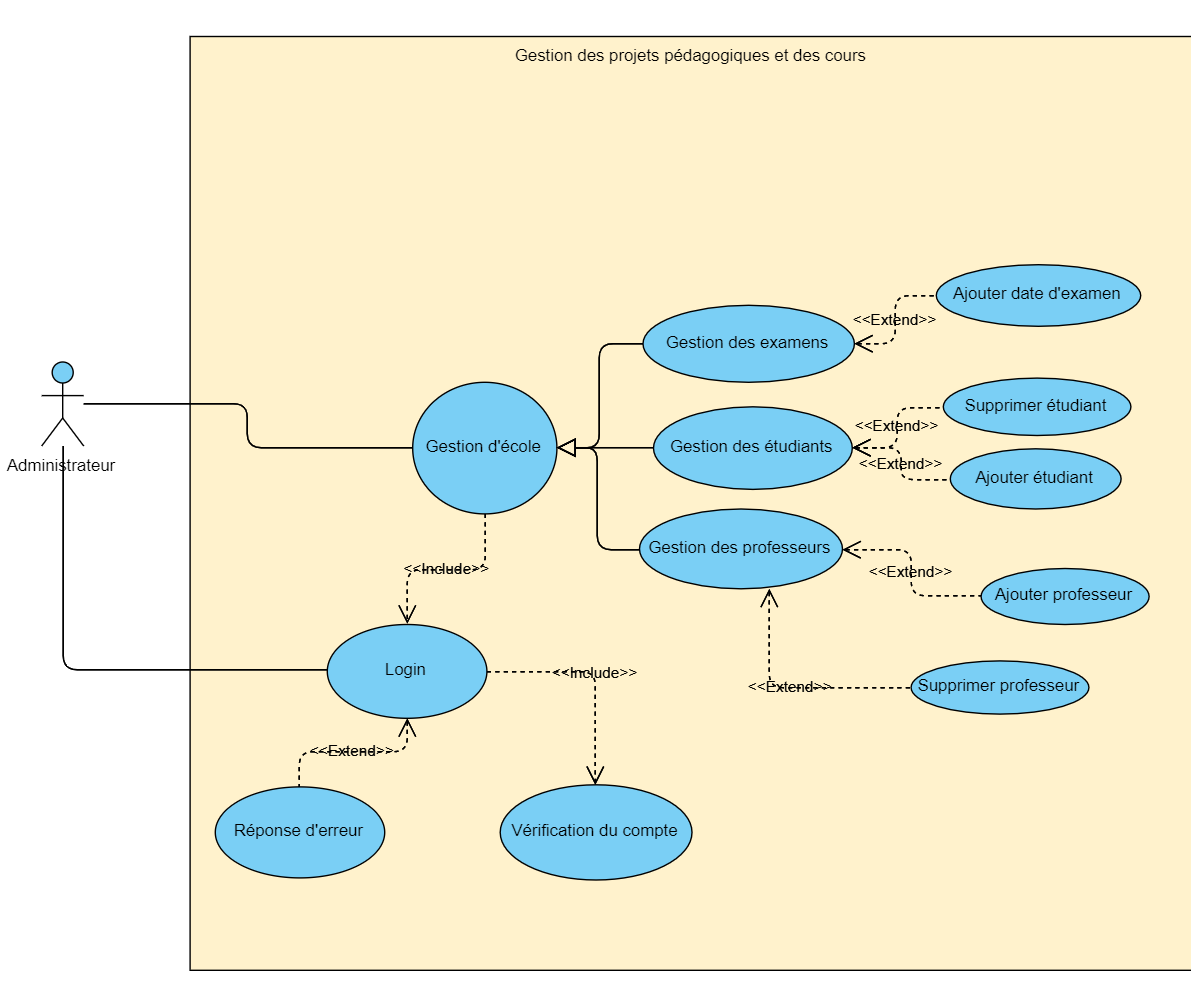 Gestion des projets pédagogiques et des cours
Ajouter date d'examen
<<Extend>>
Gestion des examens
Supprimer étudiant
<<Extend>>
Gestion d'école
Gestion des étudiants
<<Extend>>
Administrateur
Ajouter étudiant
Gestion des professeurs
<<Extend>>
<<Include>>
Ajouter professeur
Login
<<Include>>
<<Extend>>
Supprimer professeur
<<Extend>>
Réponse d'erreur
Vérification du compte